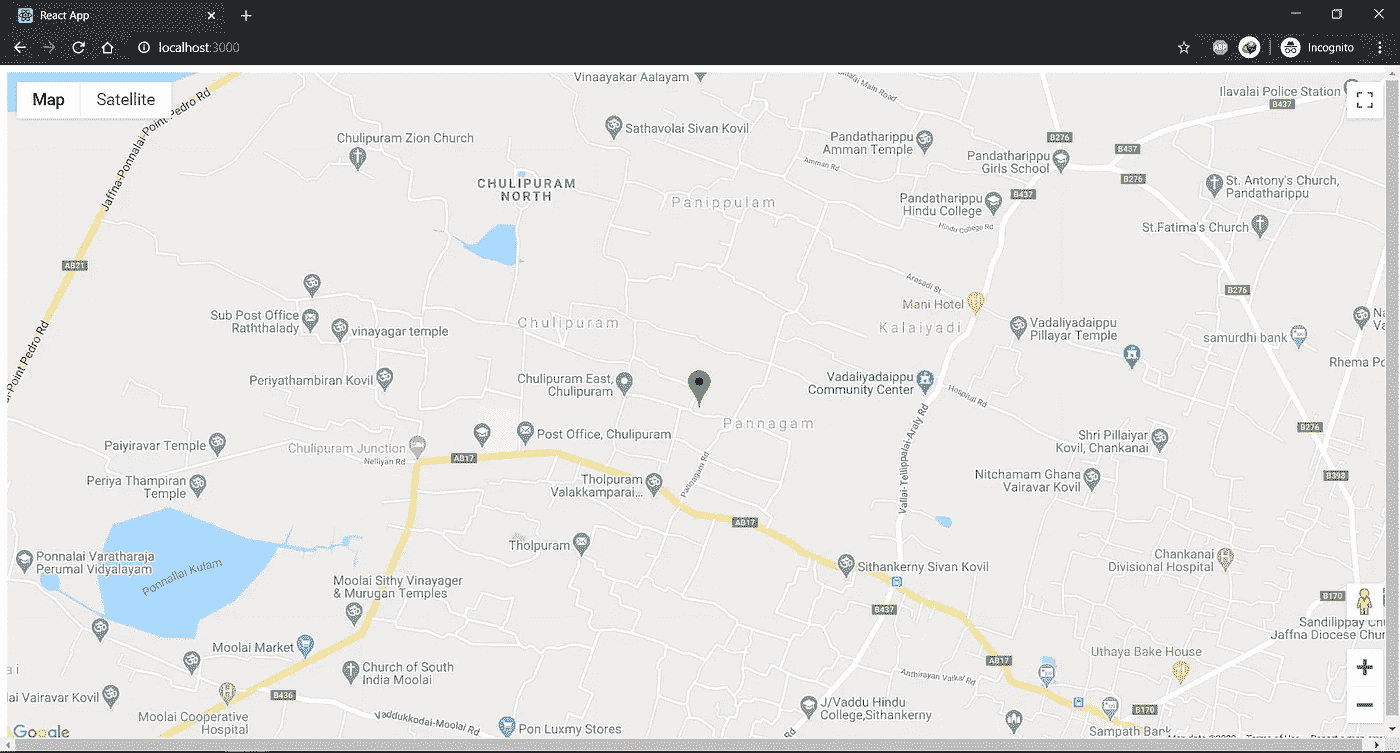 React App
localhost:3000
ABP
Incognito
Map
Satellite
Jaffna-Ponnalai-Point-Pedro Rd
Vinaayakar Aalayam
Main Road
Ilavalai Police Station
B437
Chulipuram Zion Church
Sathavolai Sivan Kovil
Pandatharippu
Amman Temple
B276
B437
Pandatharippu
Girls School
Amman Rd
B276
CHULIPURAM
NORTH
Panippulam
Pandatharippu
Hindu College
B437
St. Antony's Church,
Pandatharippu
Hindu College Rd
St.Fatima's Church
AB21
Arasadi St
B276
Sub Post Office
Raththalady
vinayagar temple
Chulipuram
Mani Hotel
Kalaiyadi
Vadaliyadaippu
Pillayar Temple
samurdhi bank
Point Pedro Rd
Rhema
Periyathambiran Kovil
Chulipuram East,
Chulipuram
Vadaliyadaippu
Community Center
Hospital Rd
Pannagam
B276
Paiyiravar Temple
Chulipuram Junction
Post Office, Chulipuram
Nelliyan Rd
AB17
Vallai-Tellippalai-Araly Rd
Shri Pillaiyar
Kovil, Chankanai
Periya Thampiran
Temple
Tholpuram
Valakkamparai...
Pannagam Rd
Nitchamam Ghana
Vairavar Kovil
B398
AB17
Tholpuram
Ponnalai Varatharaja
Perumal Vidyalayam
Ponnallai Kulam
Sithankerny Sivan Kovil
Chankanai
Divisional Hospital
Moolai Sithy Vinayager
& Murugan Temples
B437
B170
Sandilippay
Jaffna Diocese
Moolai Market
Uthaya Bake House
AB17
Church of South
India Moolai
Vairavar Kovil
B436
Moolai Cooperative
Hospital
Vaddukkodai-Moolai Rd
Pon Luxmy Stores
J/Vaddu Hindu
College,Sithankerny
Rd
B170
Sampath Bank
Google